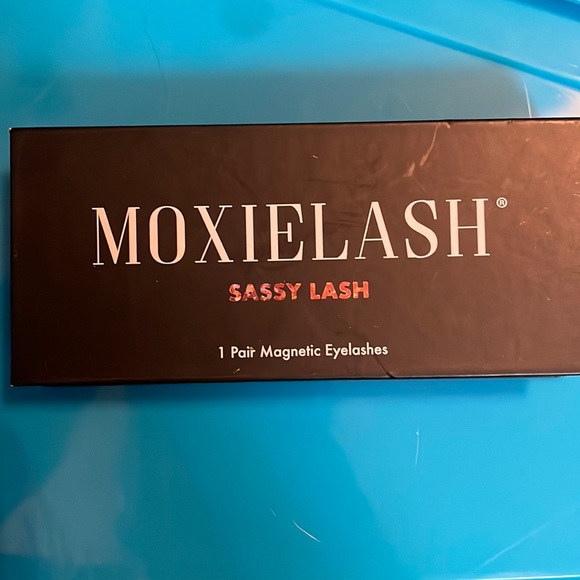 MOXIELASH®
SASSY LASH
1 Pair Magnetic Eyelashes